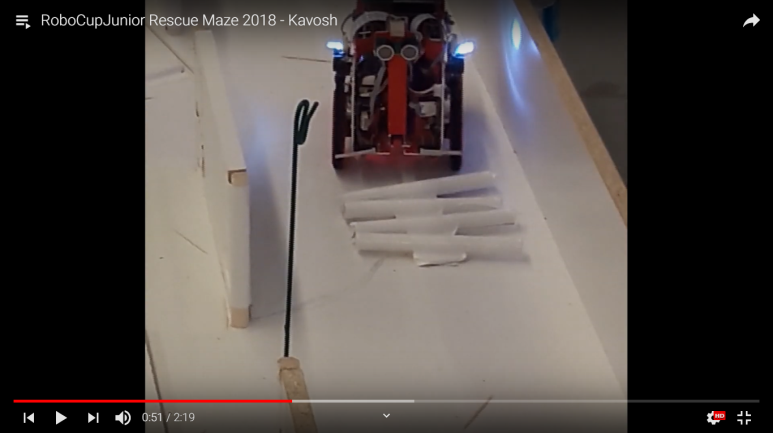 RoboCupJunior Rescue Maze 2018 - Kavosh
0:51 / 2:19
HD